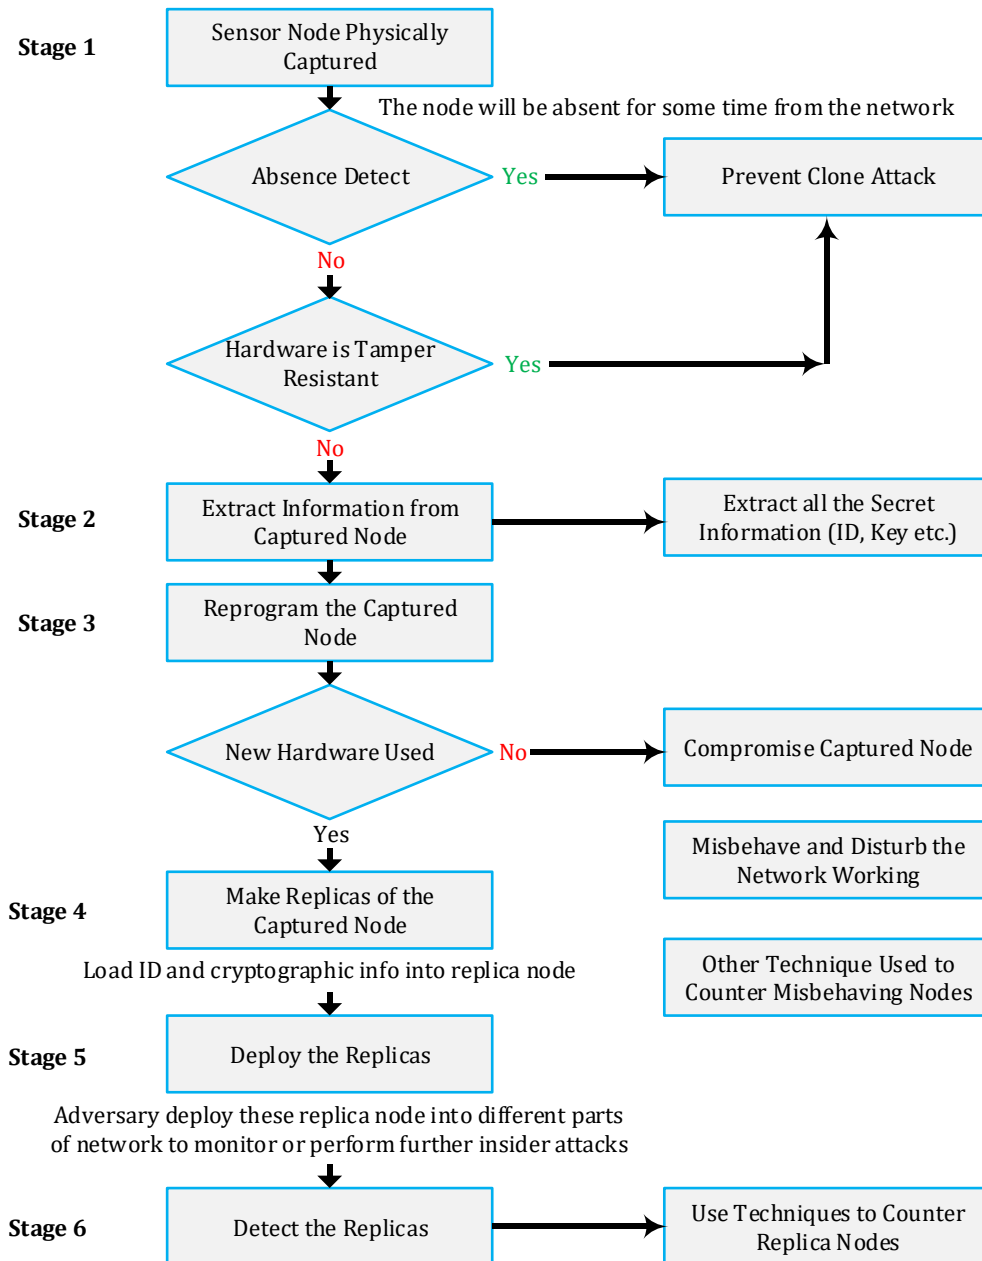 Stage 1
Sensor Node Physically
Captured
The node will be absent for some time from the network
Absence Detect
Yes
Prevent Clone Attack
No
Hardware is Tamper
Resistant
Yes
No
Stage 2
Extract Information from
Captured Node
Extract all the Secret
Information (ID, Key etc.)
Stage 3
Reprogram the Captured
Node
New Hardware Used
No
Compromise Captured Node
Yes
Misbehave and Disturb the
Network Working
Stage 4
Make Replicas of the
Captured Node
Load ID and cryptographic info into replica node
Other Technique Used to
Counter Misbehaving Nodes
Stage 5
Deploy the Replicas
Adversary deploy these replica node into different parts
of network to monitor or perform further insider attacks
Stage 6
Detect the Replicas
Use Techniques to Counter
Replica Nodes